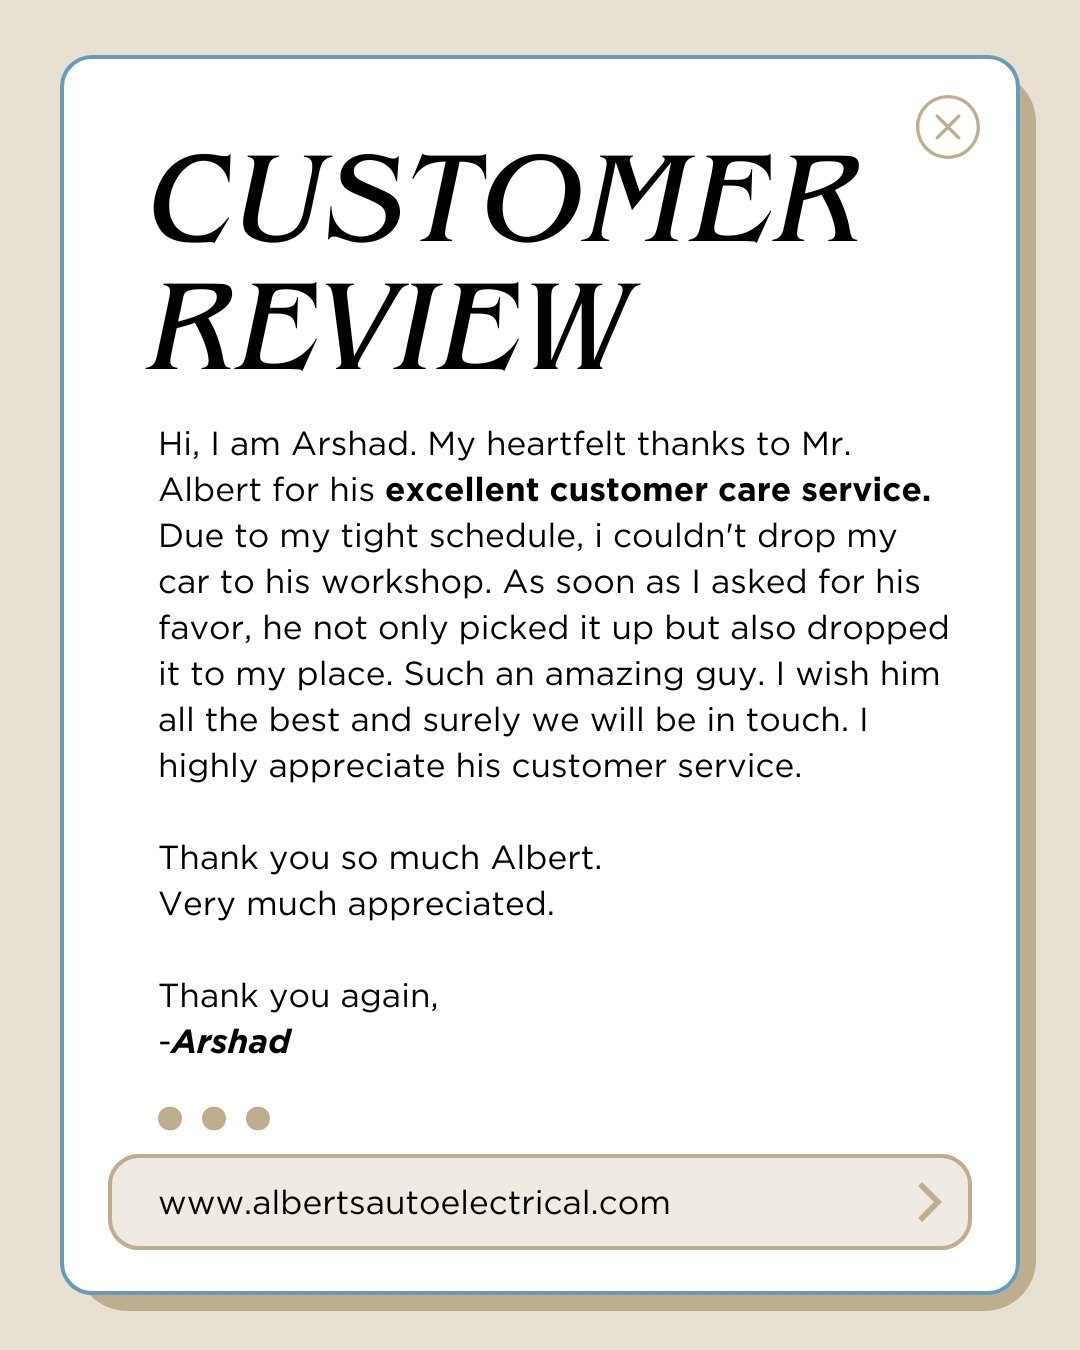 CUSTOMER
REVIEW
Hi, I am Arshad. My heartfelt thanks to Mr.
Albert for his excellent customer care service.
Due to my tight schedule, i couldn't drop my
car to his workshop. As soon as I asked for his
favor, he not only picked it up but also dropped
it to my place. Such an amazing guy. I wish him
all the best and surely we will be in touch. I
highly appreciate his customer service.
Thank you so much Albert.
Very much appreciated.
Thank you again,
-Arshad
www.albertsautoelectrical.com